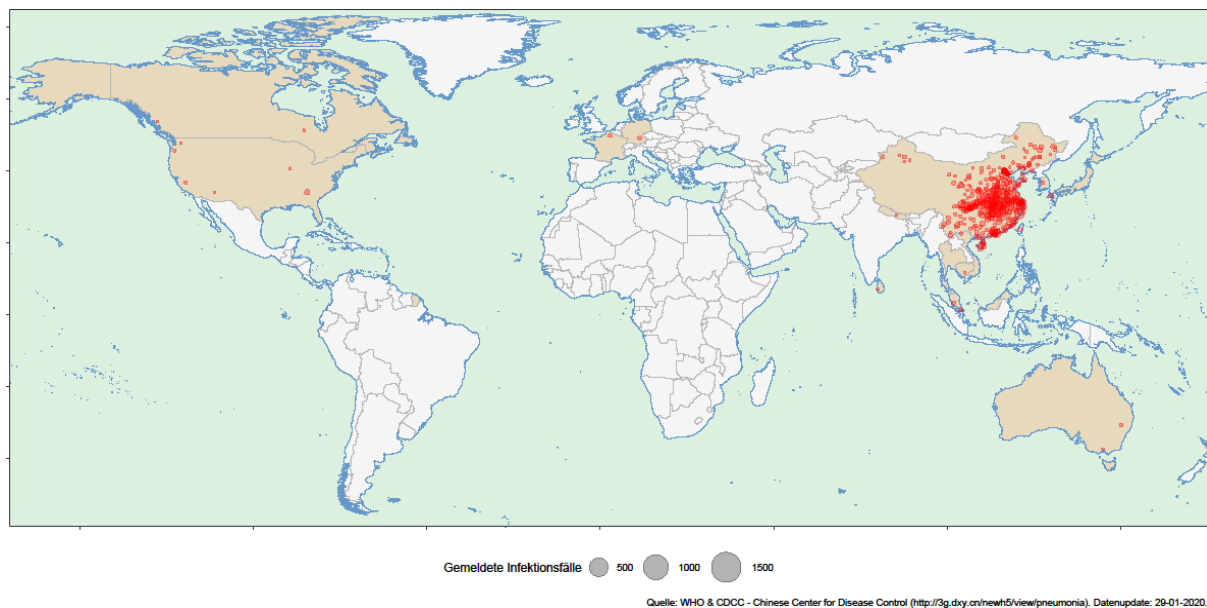 Gemeldete Infektionsfälle 500 1000 1500
Quelle: WHO & CDCC - Chinese Center for Disease Control (http://3g.dxy.cn/newh5/view/pneumonia). Datenupdate: 29-01-2020.